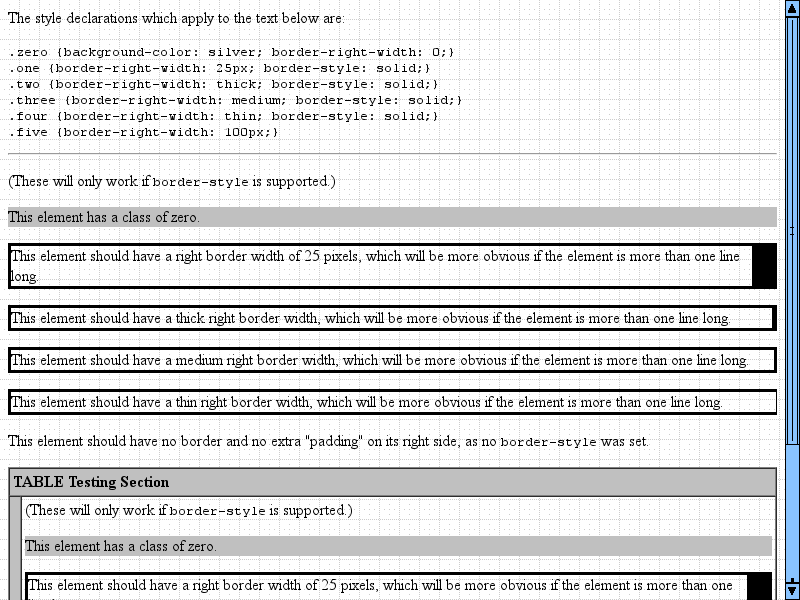 The style declarations which apply to the text below are:
.zero {background-color: silver; border-right-width: 0;}
.one {border-right-width: 25px; border-style: solid;}
.two {border-right-width: thick; border-style: solid;}
.three {border-right-width: medium; border-style: solid;}
.four {border-right-width: thin; border-style: solid;}
.five {border-right-width: 100px;}
(These will only work if border-style is supported.)
This element has a class of zero.
This element should have a right border width of 25 pixels, which will be more obvious if the element is more than one line
long.
This element should have a thick right border width, which will be more obvious if the element is more than one line long.
This element should have a medium right border width, which will be more obvious if the element is more than one line long.
This element should have a thin right border width, which will be more obvious if the element is more than one line long.
This element should have no border and no extra "padding" on its right side, as no border-style was set.
TABLE Testing Section
(These will only work if border-style is supported.)
This element has a class of zero.
This element should have a right border width of 25 pixels, which will be more obvious if the element is more than one